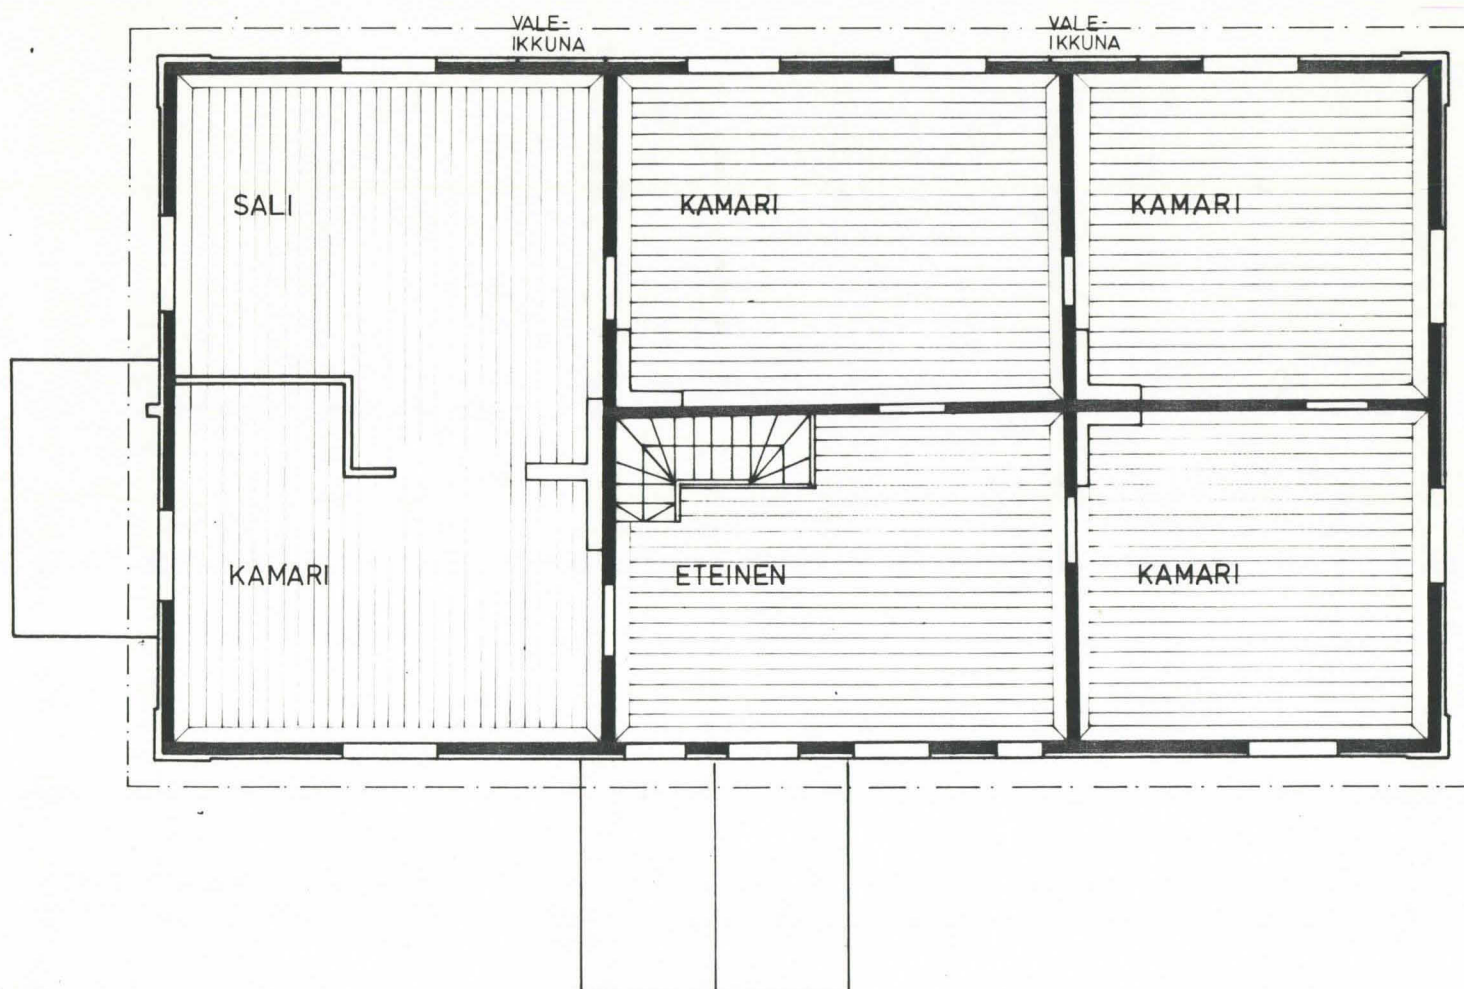 VALE-
IKKUNA
VALE-
IKKUNA
SALI
KAMARI
KAMARI
KAMARI
ETEINEN
KAMARI